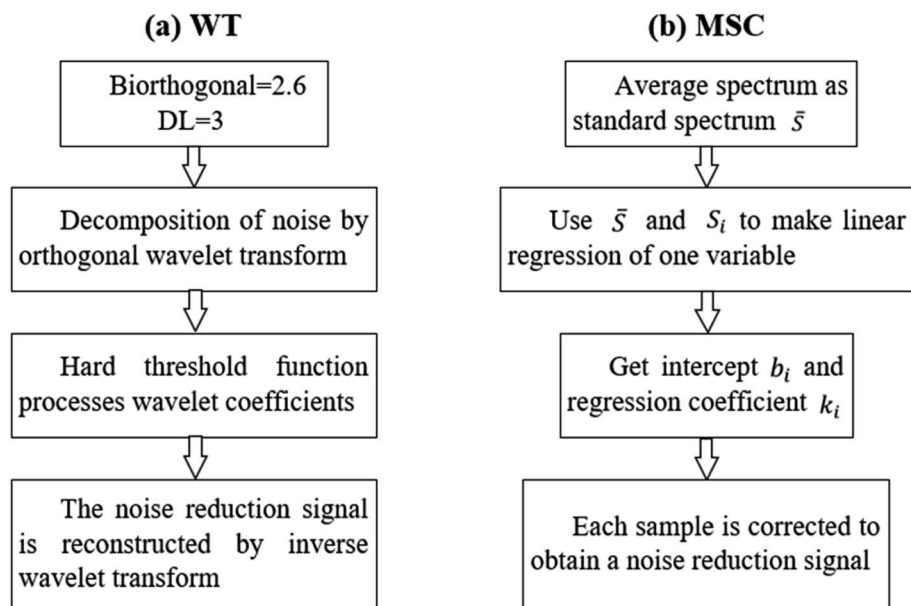 (a) WT
Biorthogonal=2.6
DL=3
Decomposition of noise by
orthogonal wavelet transform
Hard threshold function
processes wavelet coefficients
The noise reduction signal
is reconstructed by inverse
wavelet transform
(b) MSC
Average spectrum as
standard spectrum s̄
Use s̄ and Sᵢ to make linear
regression of one variable
Get intercept bᵢ and
regression coefficient kᵢ
Each sample is corrected to
obtain a noise reduction signal